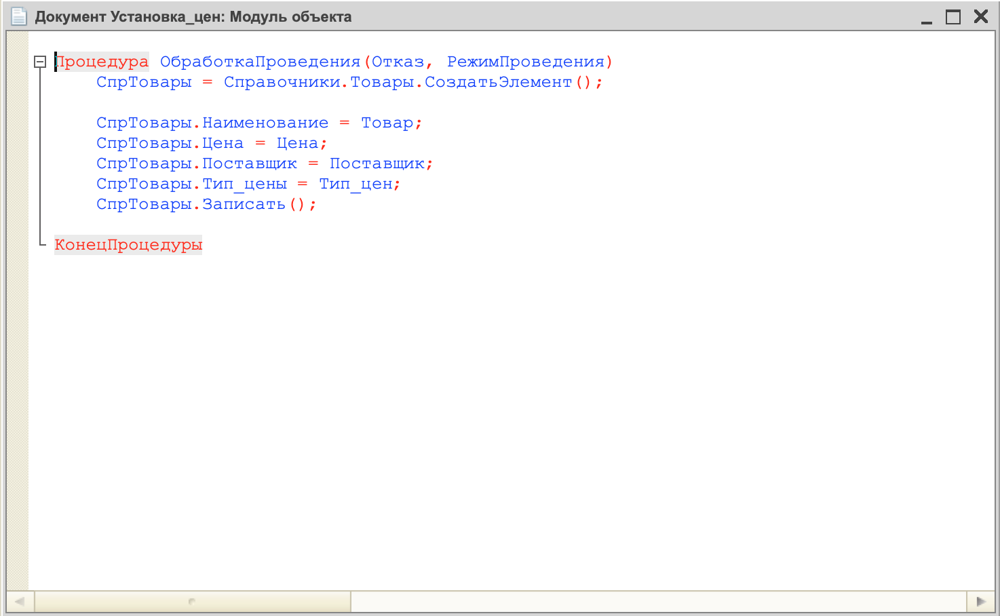 Документ Установка_цен: Модуль объекта
Процедура ОбработкаПроведения(Отказ, РежимПроведения)
СпрТовары = Справочники.Товары.СоздатьЭлемент();
СпрТовары.Наименование = Товар;
СпрТовары.Цена = Цена;
СпрТовары.Поставщик = Поставщик;
СпрТовары.Тип_цены = Тип_цен;
СпрТовары.Записать();
КонецПроцедуры